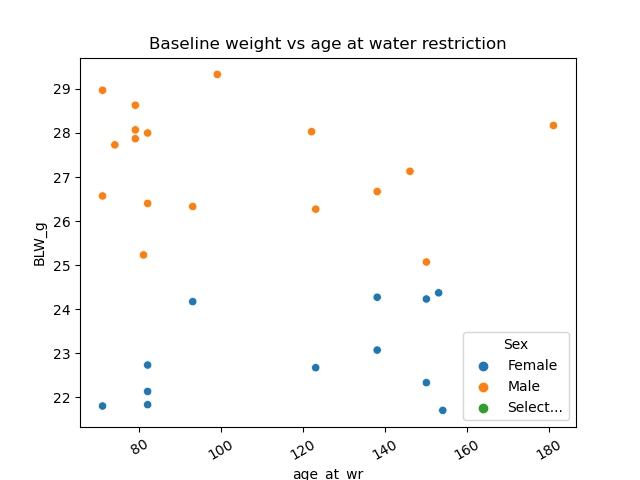 Baseline weight vs age at water restriction
BLW_g
29
28
27
26
25
24
23
22
80
100
120
140
160
180
age_at_wr
Sex
Female
Male
Select...